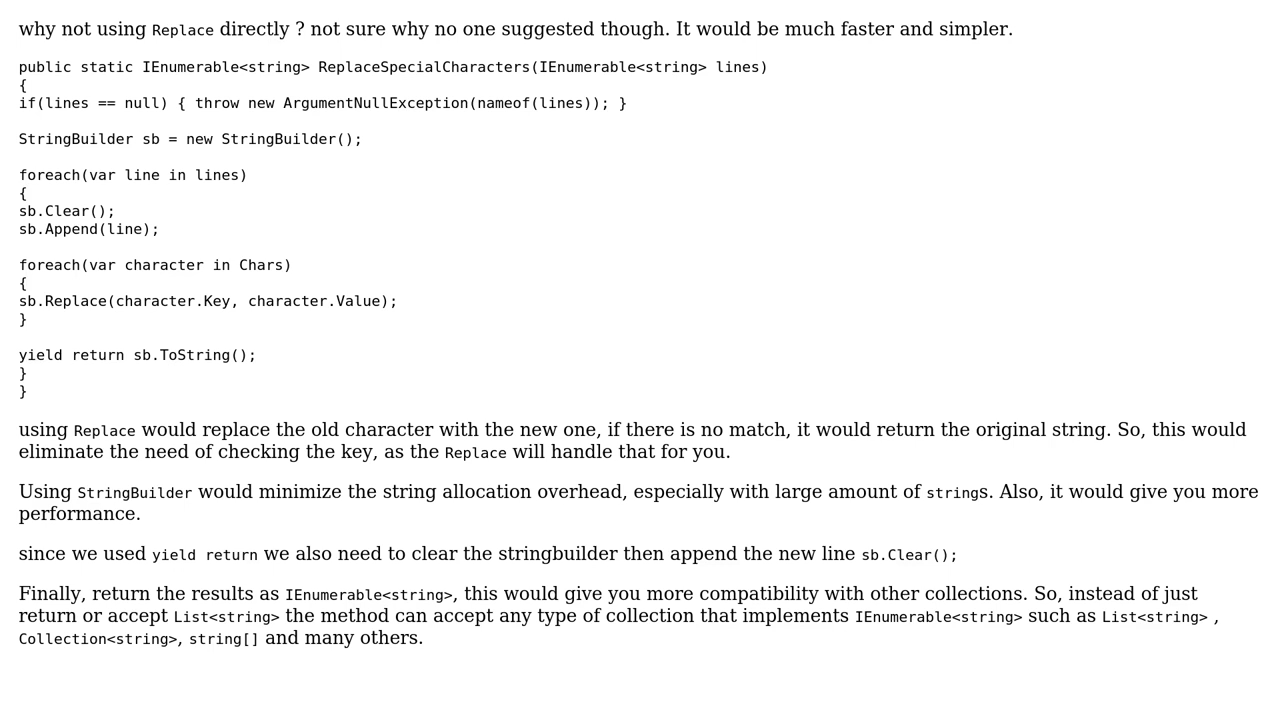 why not using Replace directly ? not sure why no one suggested though. It would be much faster and simpler.
public static IEnumerable<string> ReplaceSpecialCharacters(IEnumerable<string> lines)
{
if(lines == null) { throw new ArgumentNullException(nameof(lines)); }
StringBuilder sb = new StringBuilder();
foreach(var line in lines)
{
sb.Clear();
sb.Append(line);
foreach(var character in Chars)
{
sb.Replace(character.Key, character.Value);
}
yield return sb.ToString();
}
}
using Replace would replace the old character with the new one, if there is no match, it would return the original string. So, this would
eliminate the need of checking the key, as the Replace will handle that for you.
Using StringBuilder would minimize the string allocation overhead, especially with large amount of strings. Also, it would give you more
performance.
since we used yield return we also need to clear the stringbuilder then append the new line sb.Clear();
Finally, return the results as IEnumerable<string>, this would give you more compatibility with other collections. So, instead of just
return or accept List<string> the method can accept any type of collection that implements IEnumerable<string> such as List<string> ,
Collection<string>, string[] and many others.